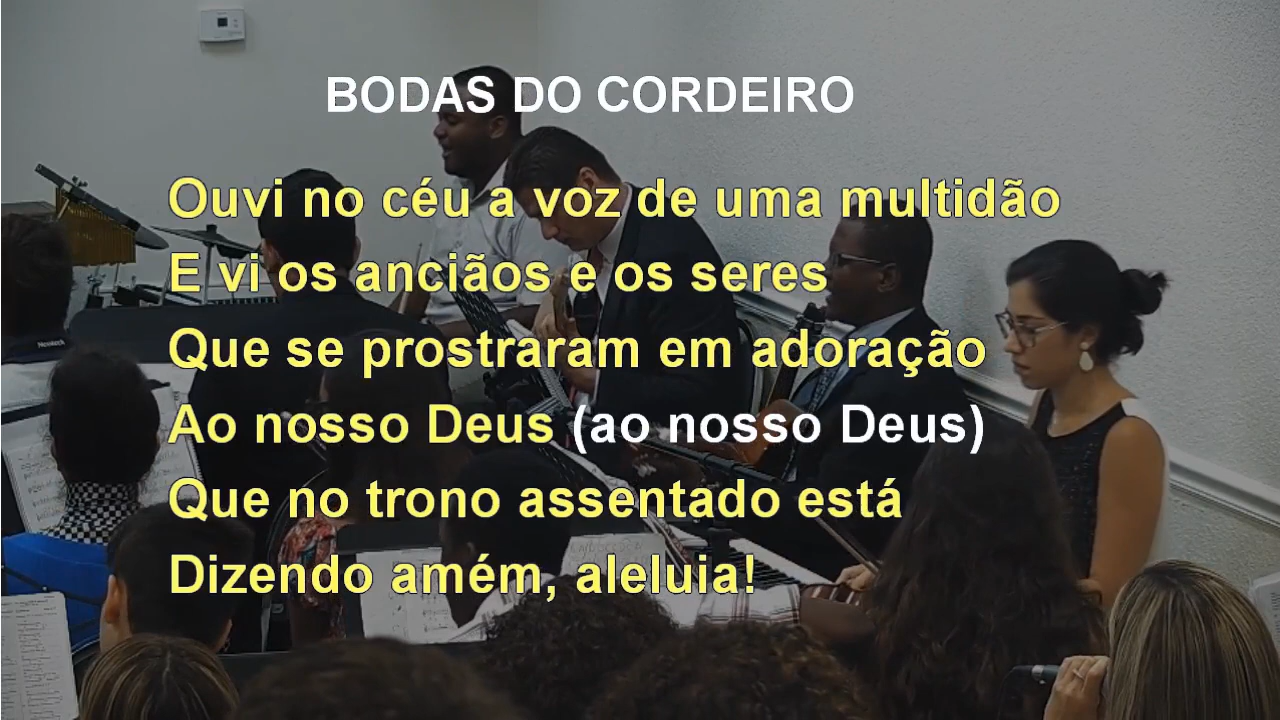 BODAS DO CORDEIRO
Ouvi no céu a voz de uma multidão
E vi os anciãos e os seres
Que se prostraram em adoração
Ao nosso Deus (ao nosso Deus)
Que no trono assentado está
Dizendo amém, aleluia!